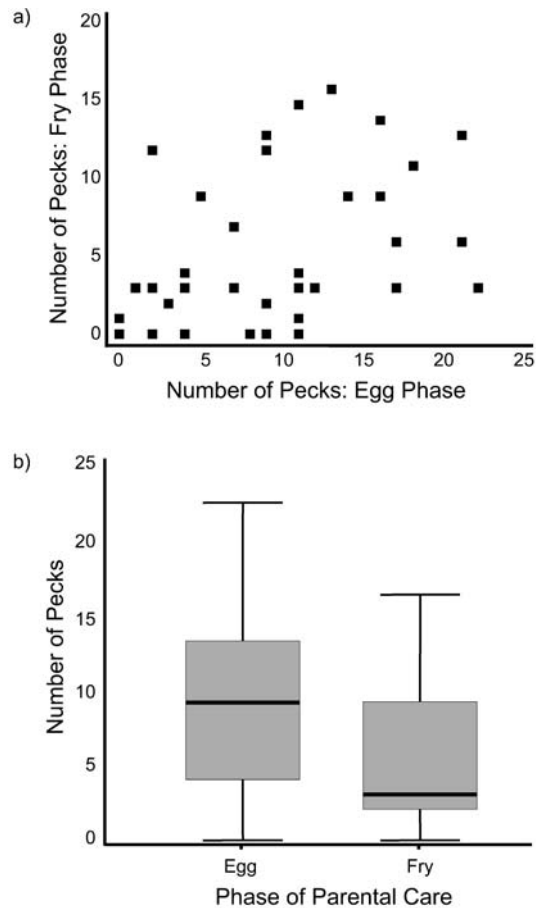 a)
20
15
10
5
0
Number of Pecks: Fry Phase
0 5 10 15 20 25
Number of Pecks: Egg Phase
b)
25
20
15
10
5
0
Number of Pecks
Egg Fry
Phase of Parental Care